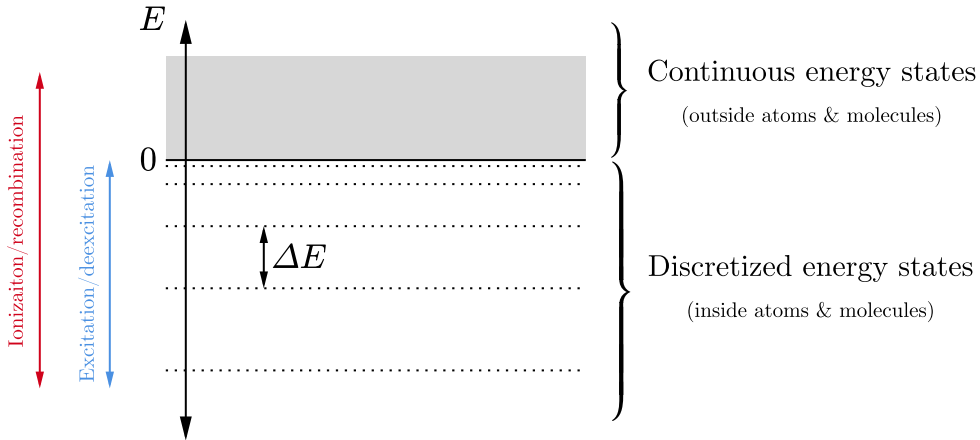 E
Continuous energy states
(outside atoms & molecules)
0
Ionizaiton/recombination
Excitation/deexcitation
ΔE
Discretized energy states
(inside atoms & molecules)